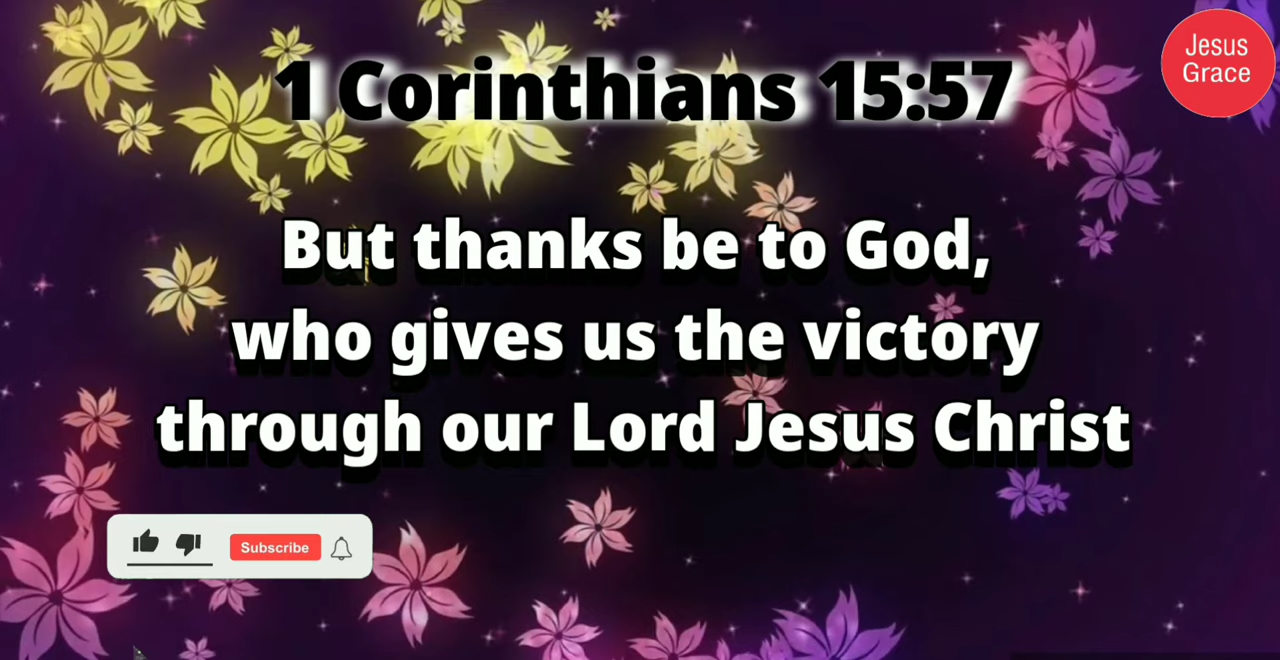 1 Corinthians 15:57
Jesus
Grace
But thanks be to God,
who gives us the victory
through our Lord Jesus Christ
Subscribe